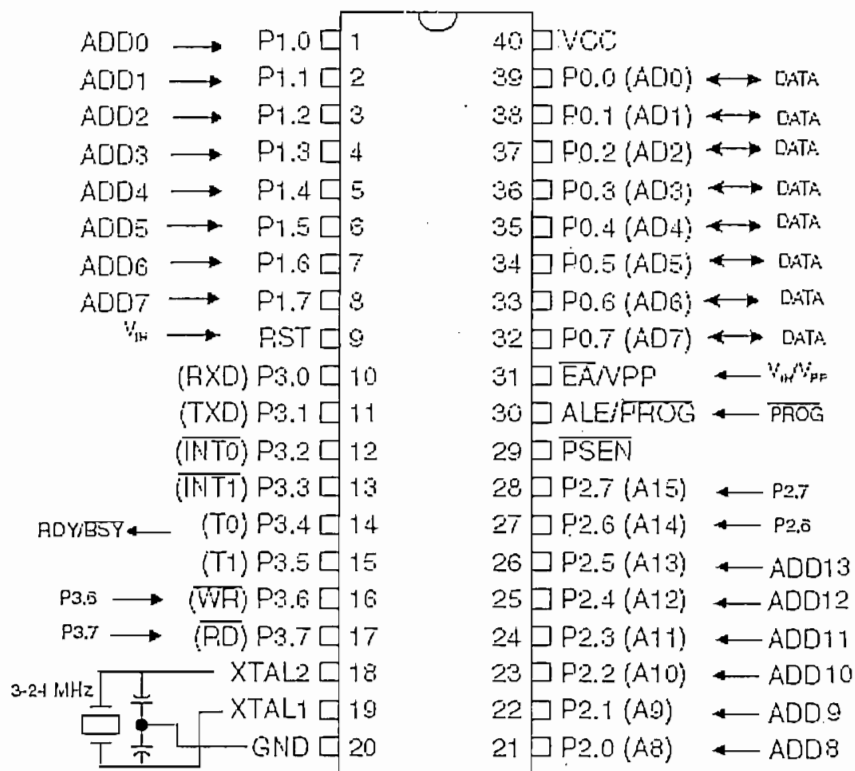 ADD0 P1.0 1 40 VCC
ADD1 P1.1 2 39 P0.0 (AD0) DATA
ADD2 P1.2 3 38 P0.1 (AD1) DATA
ADD3 P1.3 4 37 P0.2 (AD2) DATA
ADD4 P1.4 5 36 P0.3 (AD3) DATA
ADD5 P1.5 6 35 P0.4 (AD4) DATA
ADD6 P1.6 7 34 P0.5 (AD5) DATA
ADD7 P1.7 8 33 P0.6 (AD6) DATA
VIH RST 9 32 P0.7 (AD7) DATA
(RXD) P3.0 10 31 EA/VPP VIH/VPP
(TXD) P3.1 11 30 ALE/PROG PROG
(INT0) P3.2 12 29 PSEN
(INT1) P3.3 13 28 P2.7 (A15) P2.7
RDY/BSY (T0) P3.4 14 27 P2.6 (A14) P2.6
(T1) P3.5 15 26 P2.5 (A13) ADD13
P3.6 (WR) P3.6 16 25 P2.4 (A12) ADD12
P3.7 (RD) P3.7 17 24 P2.3 (A11) ADD11
XTAL2 18 23 P2.2 (A10) ADD10
3-24 MHz XTAL1 19 22 P2.1 (A9) ADD9
GND 20 21 P2.0 (A8) ADD8